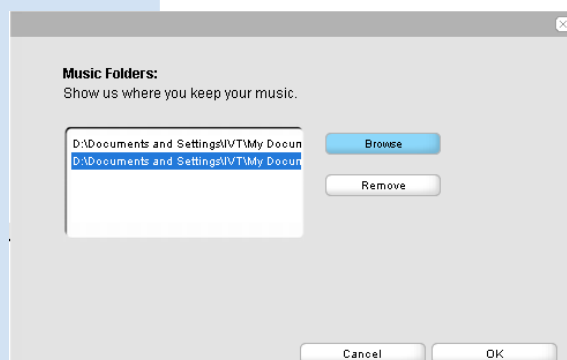 Music Folders:
Show us where you keep your music.
D:\Documents and Settings\IVT\My Docum
D:\Documents and Settings\IVT\My Docum
Browse
Remove
Cancel
OK